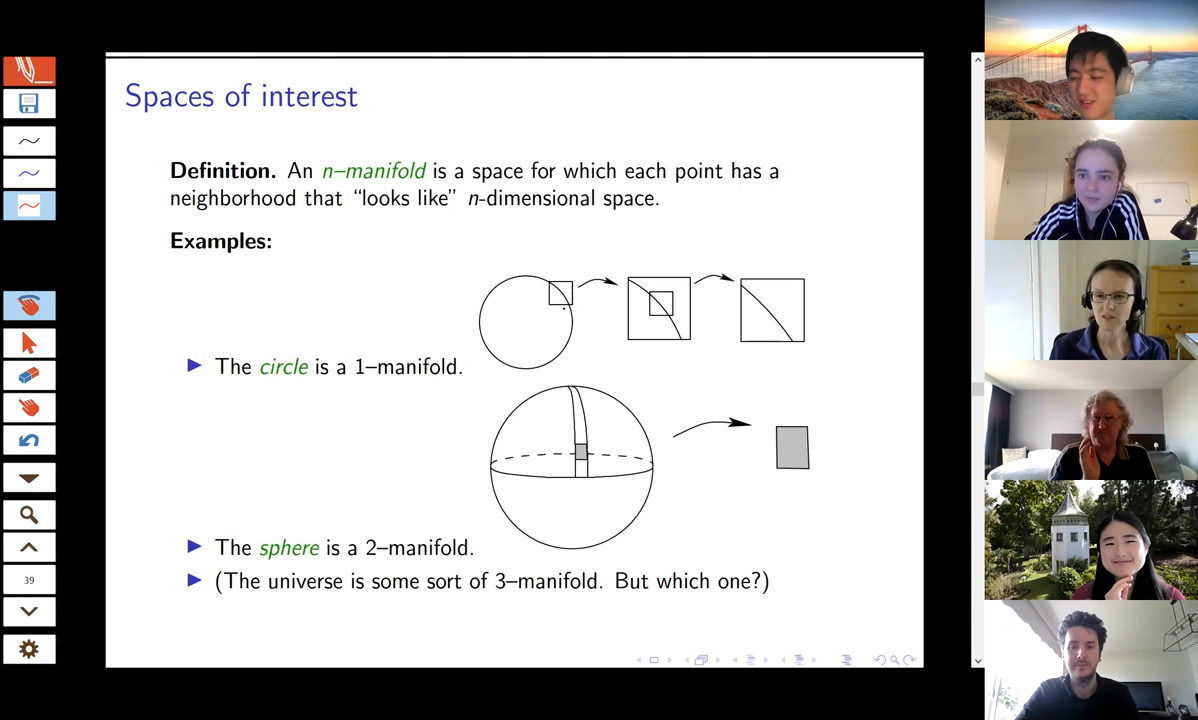 Spaces of interest
Definition. An n–manifold is a space for which each point has a
neighborhood that “looks like” n-dimensional space.
Examples:
The circle is a 1–manifold.
The sphere is a 2–manifold.
(The universe is some sort of 3–manifold. But which one?)
39